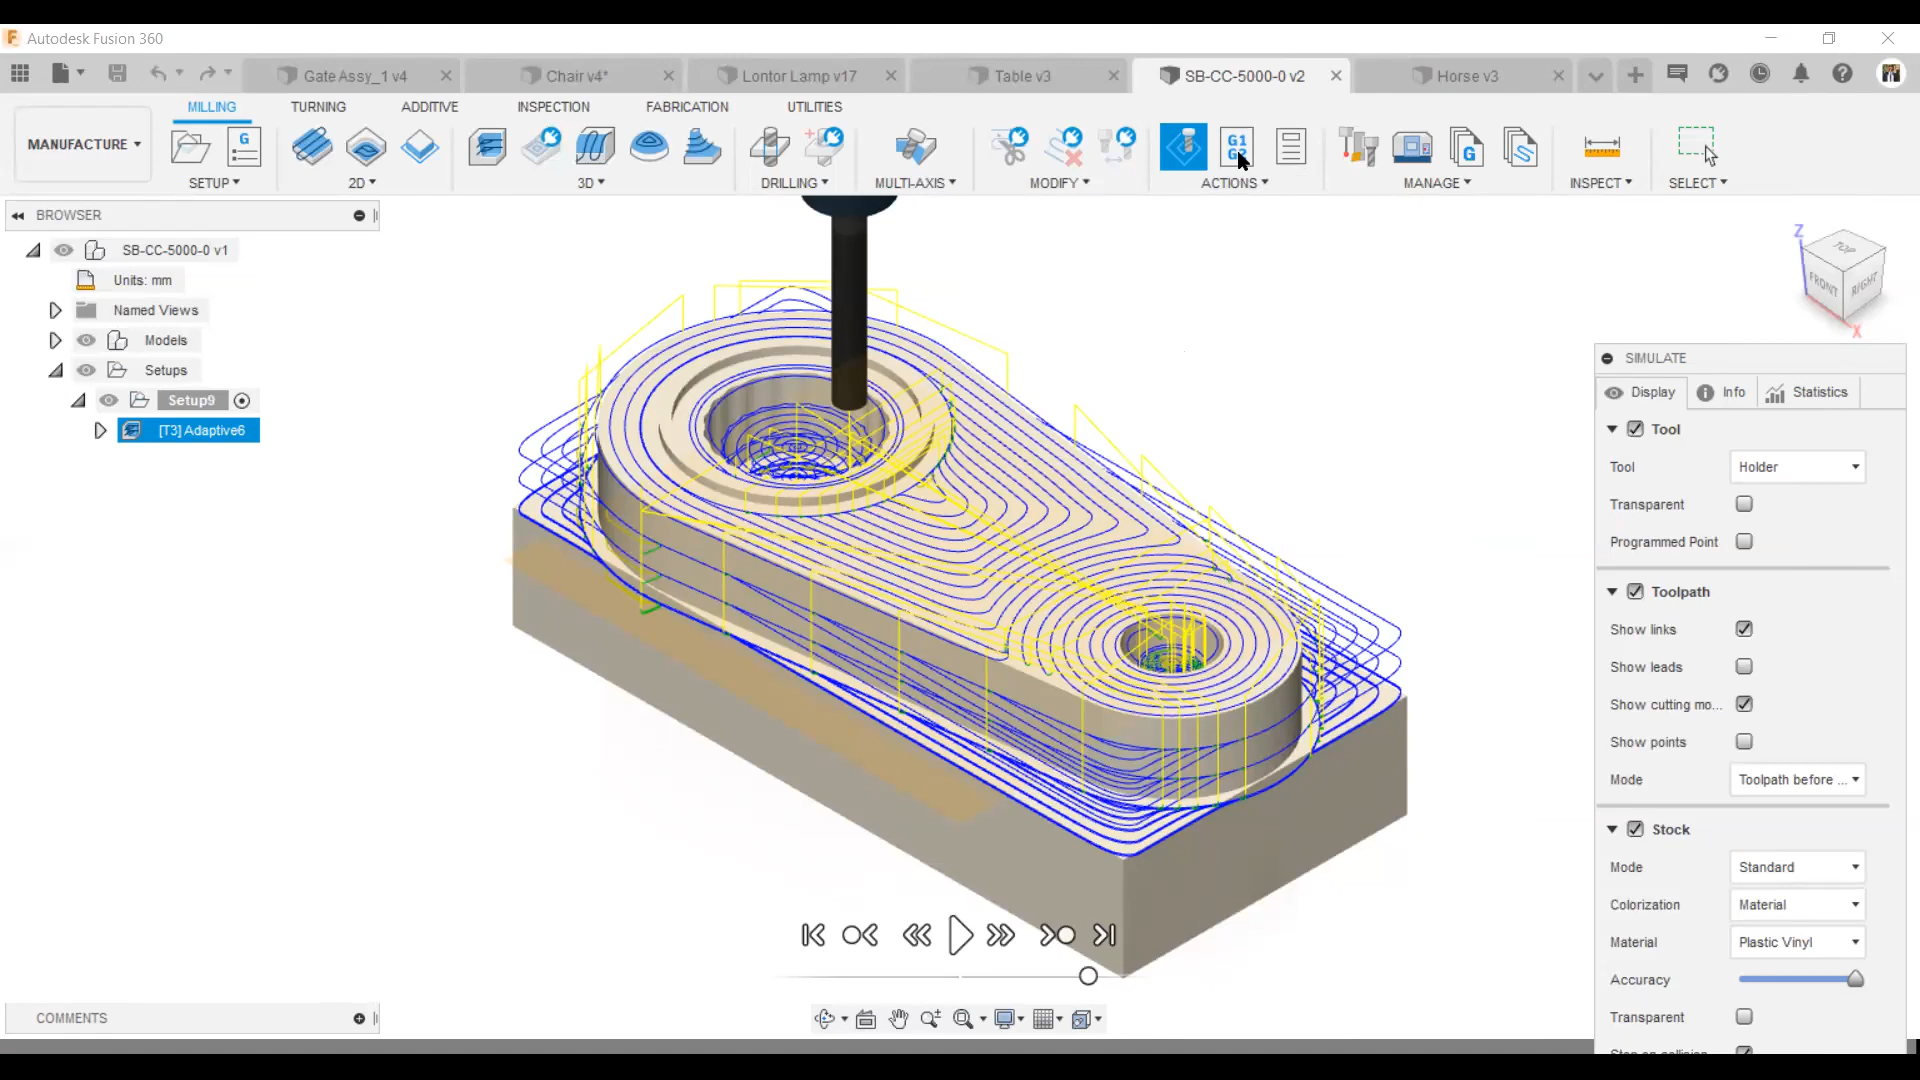 Autodesk Fusion 360
Gate Assy_1 v4
Chair v4*
Lontor Lamp v17
Table v3
SB-CC-5000-0 v2
Horse v3
MILLING
TURNING
ADDITIVE
INSPECTION
FABRICATION
UTILITIES
MANUFACTURE
SETUP
2D
3D
DRILLING
MULTI-AXIS
MODIFY
ACTIONS
MANAGE
INSPECT
SELECT
G
G1
G
BROWSER
SB-CC-5000-0 v1
Units: mm
Named Views
Models
Setups
Setup9
[T3] Adaptive6
Z
TOP
FRONT
RIGHT
X
SIMULATE
Display
Info
Statistics
Tool
Tool
Holder
Transparent
Programmed Point
Toolpath
Show links
Show leads
Show cutting mo...
Show points
Mode
Toolpath before ...
Stock
Mode
Standard
Colorization
Material
Material
Plastic Vinyl
Accuracy
Transparent
COMMENTS